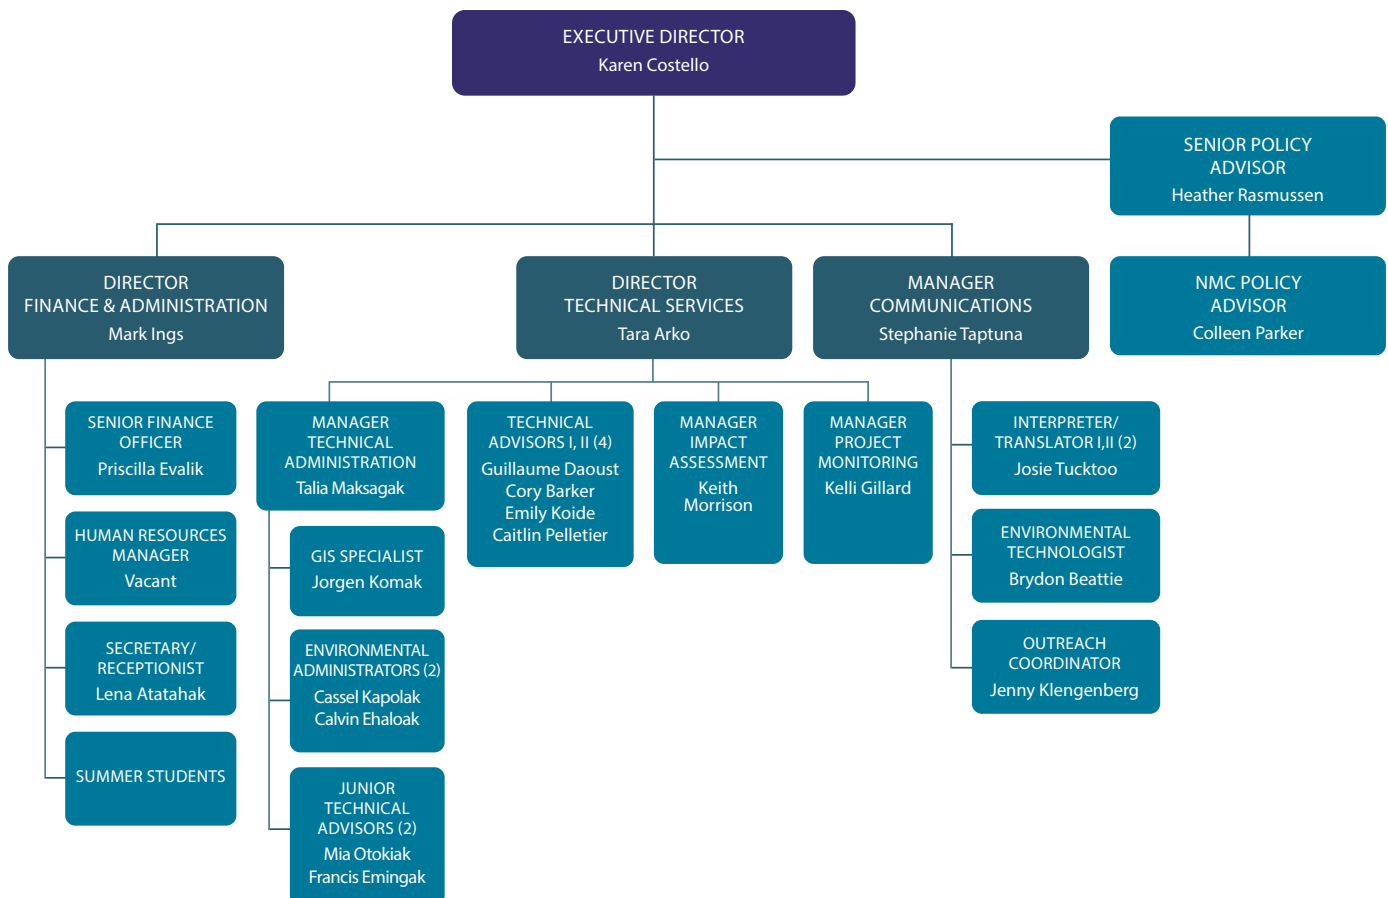 EXECUTIVE DIRECTOR
Karen Costello
SENIOR POLICY
ADVISOR
Heather Rasmussen
DIRECTOR
FINANCE & ADMINISTRATION
Mark Ings
DIRECTOR
TECHNICAL SERVICES
Tara Arko
MANAGER
COMMUNICATIONS
Stephanie Taptuna
NMC POLICY
ADVISOR
Colleen Parker
SENIOR FINANCE
OFFICER
Priscilla Evalik
HUMAN RESOURCES
MANAGER
Vacant
SECRETARY/
RECEPTIONIST
Lena Atatahak
SUMMER STUDENTS
MANAGER
TECHNICAL
ADMINISTRATION
Talia Maksagak
GIS SPECIALIST
Jorgen Komak
ENVIRONMENTAL
ADMINISTRATORS (2)
Cassel Kapolak
Calvin Ehaloak
JUNIOR
TECHNICAL
ADVISORS (2)
Mia Otokiak
Francis Emingak
TECHNICAL
ADVISORS I, II (4)
Guillaume Daoust
Cory Barker
Emily Koide
Caitlin Pelletier
MANAGER
IMPACT
ASSESSMENT
Keith
Morrison
MANAGER
PROJECT
MONITORING
Kelli Gillard
INTERPRETER/
TRANSLATOR I,II (2)
Josie Tucktoo
ENVIRONMENTAL
TECHNOLOGIST
Brydon Beattie
OUTREACH
COORDINATOR
Jenny Klengenberg